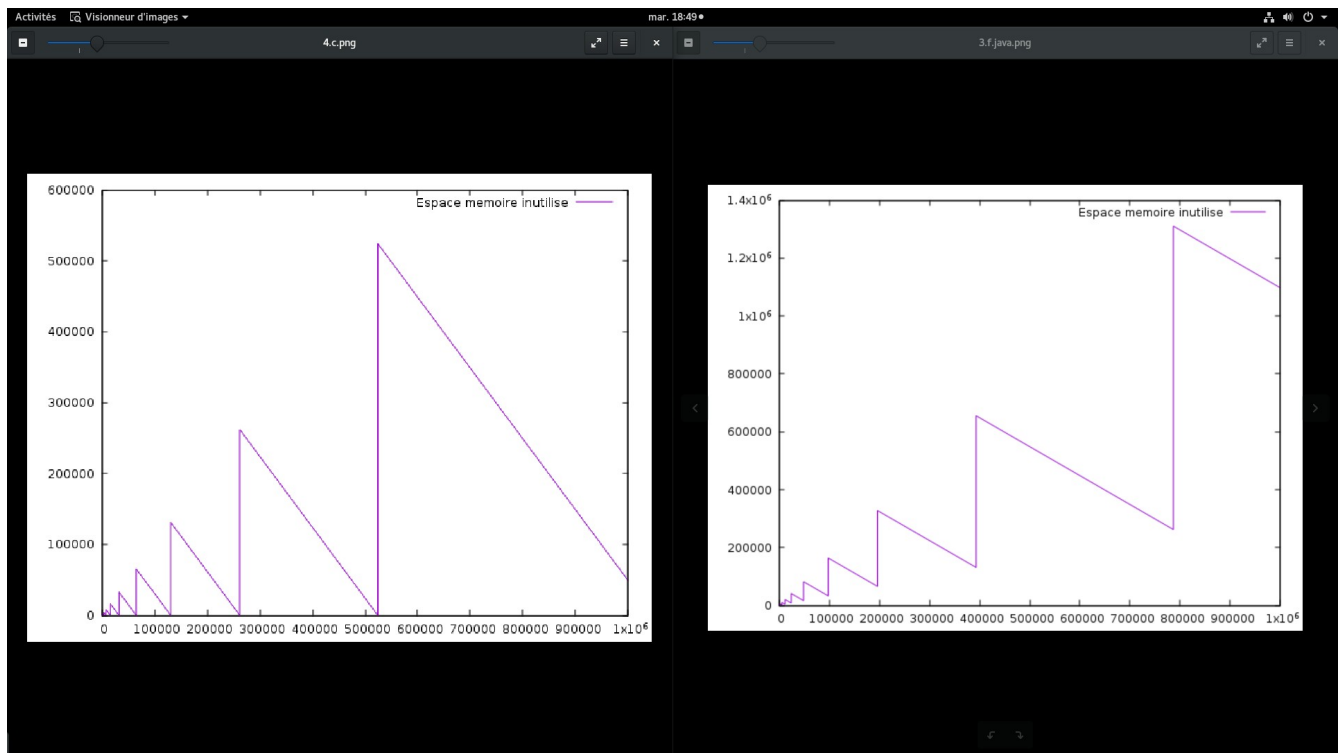 Activités Visionneur d'images mar. 18:49
4.c.png
3.f.java.png
Espace memoire inutilise
600000
500000
400000
300000
200000
100000
0
0 100000 200000 300000 400000 500000 600000 700000 800000 900000 1x10⁶
Espace memoire inutilise
1.4x10⁶
1.2x10⁶
1x10⁶
800000
600000
400000
200000
0
0 100000 200000 300000 400000 500000 600000 700000 800000 900000 1x10⁶